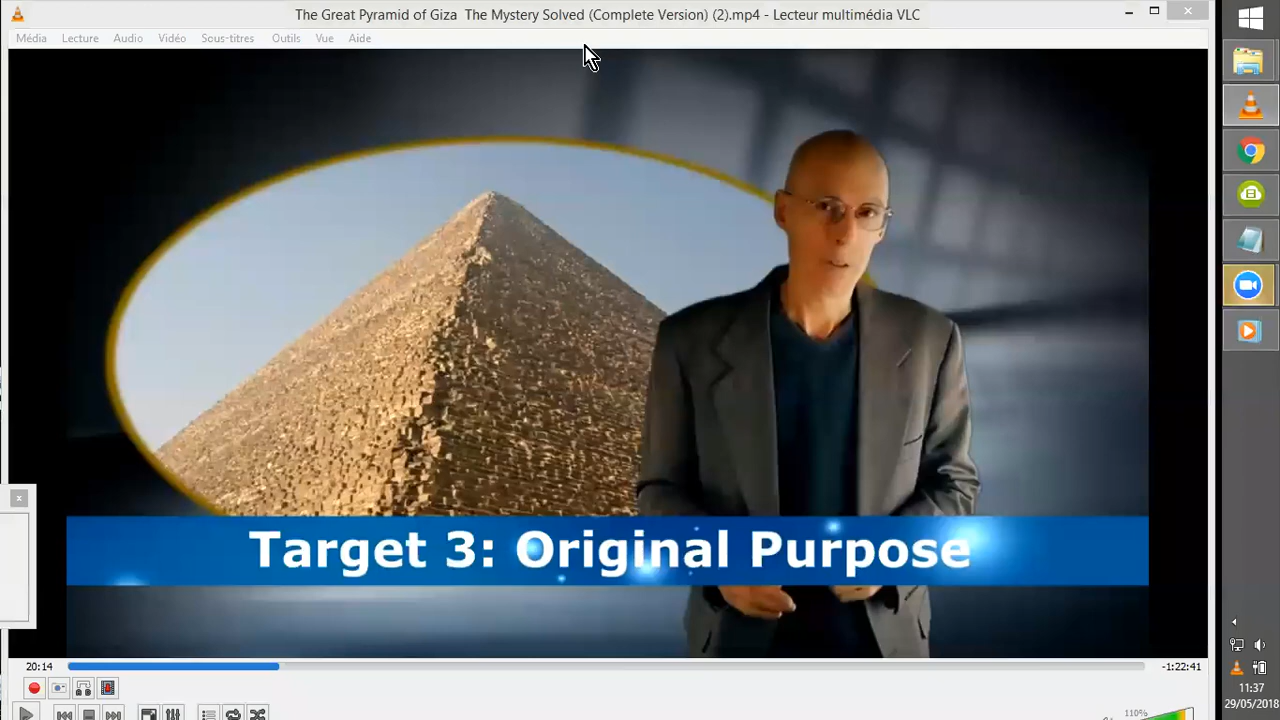 The Great Pyramid of Giza  The Mystery Solved (Complete Version) (2).mp4 - Lecteur multimédia VLC
Média Lecture Audio Vidéo Sous-titres Outils Vue Aide
Target 3: Original Purpose
20:14
-1:22:41
110%
11:37
29/05/2018